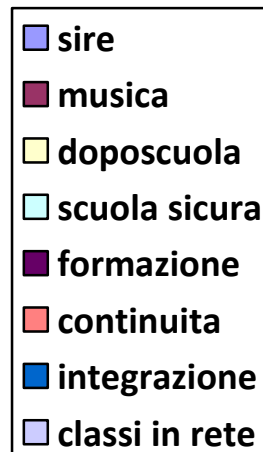 sire
musica
doposcuola
scuola sicura
formazione
continuita
integrazione
classi in rete